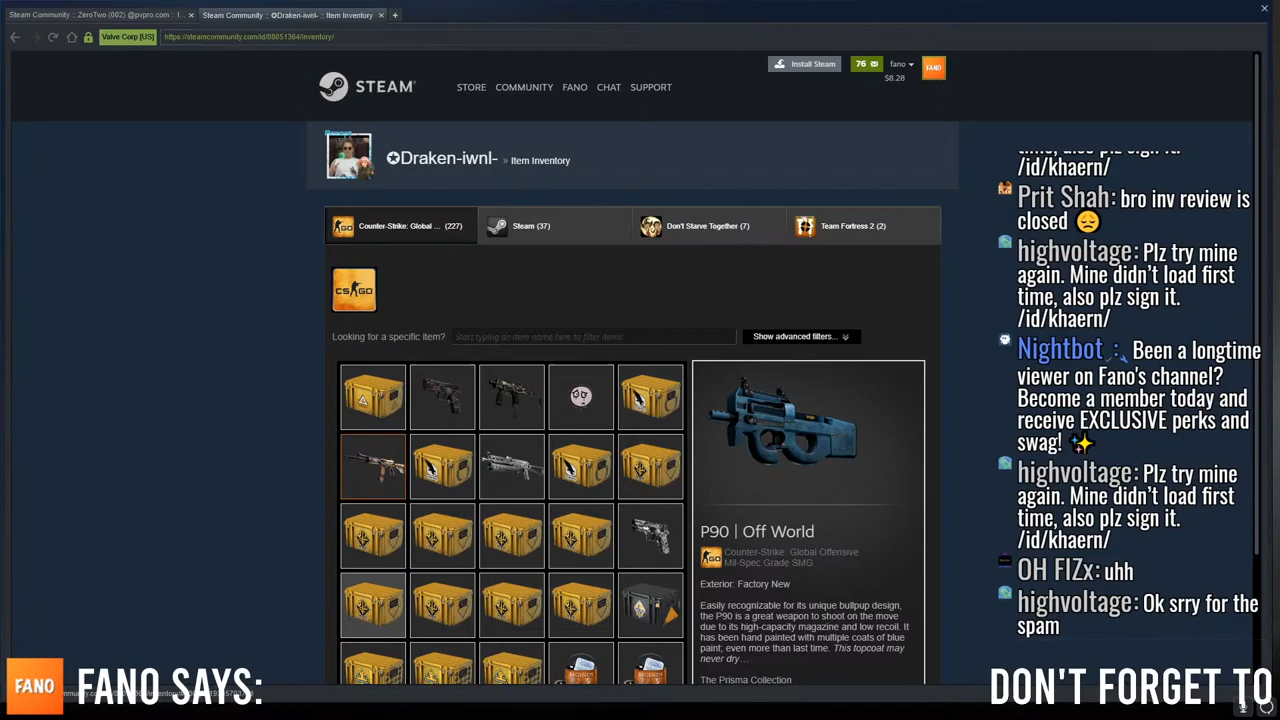 Steam Community :: ZeroTwo (002) @pvpro.com :: I...
Steam Community :: ✪Draken-iwnl- :: Item Inventory
Valve Corp [US]
https://steamcommunity.com/id/88051364/inventory/
Install Steam
76
fano
$8.28
FANO
STEAM
STORE
COMMUNITY
FANO
CHAT
SUPPORT
✪Draken-iwnl- » Item Inventory
Counter-Strike: Global ... (227)
Steam (37)
Don't Starve Together (7)
Team Fortress 2 (2)
CS GO
Looking for a specific item?
Start typing an item name here to filter items
Show advanced filters...
P90 | Off World
Counter-Strike: Global Offensive
Mil-Spec Grade SMG
Exterior: Factory New
Easily recognizable for its unique bullpup design,
the P90 is a great weapon to shoot on the move
due to its high-capacity magazine and low recoil. It
has been hand painted with multiple coats of blue
paint; even more than last time. This topcoat may
never dry…
The Prisma Collection
time, also plz sign it.
/id/khaern/
Prit Shah: bro inv review is
closed 😔
highvoltage: Plz try mine
again. Mine didn’t load first
time, also plz sign it.
/id/khaern/
Nightbot: Been a longtime
viewer on Fano's channel?
Become a member today and
receive EXCLUSIVE perks and
swag! ✨
highvoltage: Plz try mine
again. Mine didn’t load first
time, also plz sign it.
/id/khaern/
OH FIZx: uhh
highvoltage: Ok srry for the
spam
FANO
FANO SAYS:
DON'T FORGET TO